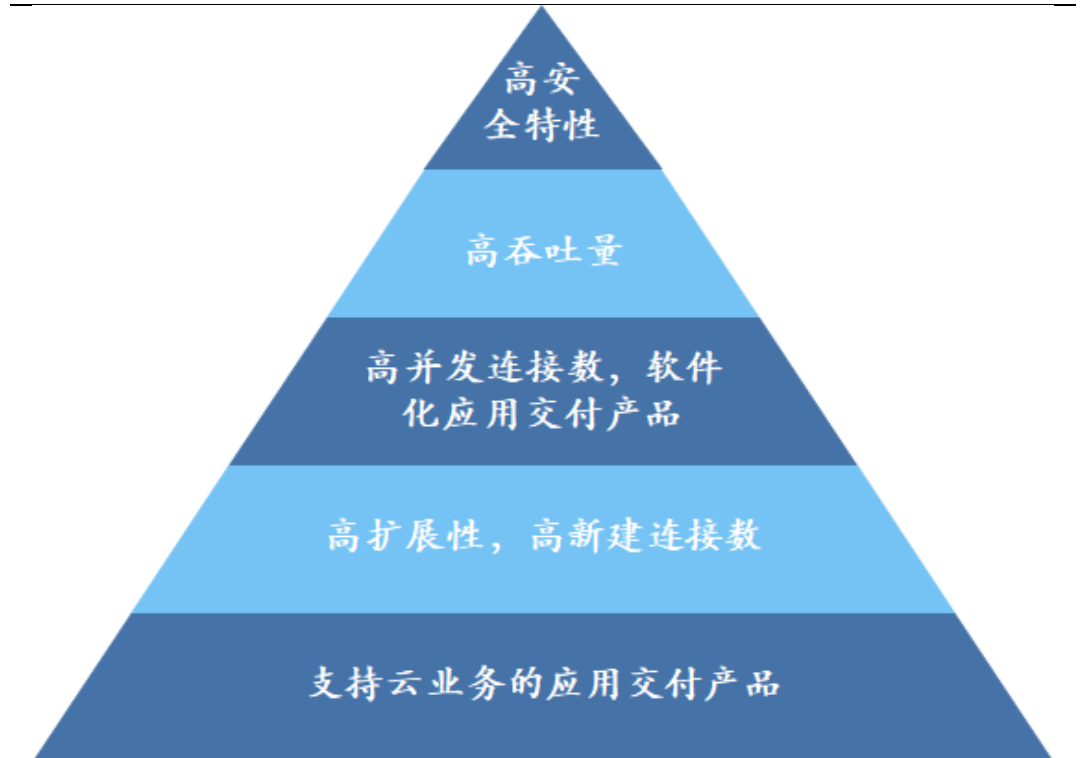 高安
全特性
高吞吐量
高并发连接数，软件
化应用交付产品
高扩展性，高新建连接数
支持云业务的应用交付产品